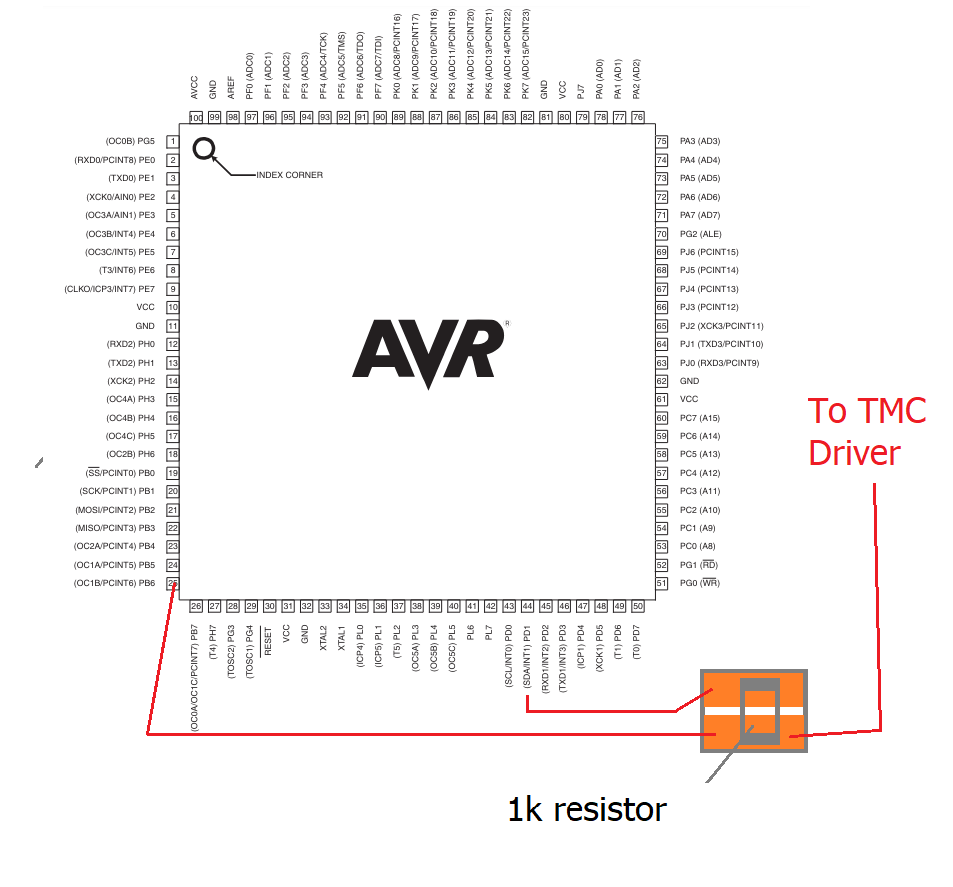 AVCC
GND
AREF
PF0 (ADC0)
PF1 (ADC1)
PF2 (ADC2)
PF3 (ADC3)
PF4 (ADC4/TCK)
PF5 (ADC5/TMS)
PF6 (ADC6/TDO)
PF7 (ADC7/TDI)
PK0 (ADC8/PCINT16)
PK1 (ADC9/PCINT17)
PK2 (ADC10/PCINT18)
PK3 (ADC11/PCINT19)
PK4 (ADC12/PCINT20)
PK5 (ADC13/PCINT21)
PK6 (ADC14/PCINT22)
PK7 (ADC15/PCINT23)
GND
VCC
PJ7
PA0 (AD0)
PA1 (AD1)
PA2 (AD2)
100 99 98 97 96 95 94 93 92 91 90 89 88 87 86 85 84 83 82 81 80 79 78 77 76
(OC0B) PG5 1
(RXD0/PCINT8) PE0 2
(TXD0) PE1 3
(XCK0/AIN0) PE2 4
(OC3A/AIN1) PE3 5
(OC3B/INT4) PE4 6
(OC3C/INT5) PE5 7
(T3/INT6) PE6 8
(CLKO/ICP3/INT7) PE7 9
VCC 10
GND 11
(RXD2) PH0 12
(TXD2) PH1 13
(XCK2) PH2 14
(OC4A) PH3 15
(OC4B) PH4 16
(OC4C) PH5 17
(OC2B) PH6 18
(SS/PCINT0) PB0 19
(SCK/PCINT1) PB1 20
(MOSI/PCINT2) PB2 21
(MISO/PCINT3) PB3 22
(OC2A/PCINT4) PB4 23
(OC1A/PCINT5) PB5 24
(OC1B/PCINT6) PB6 25
INDEX CORNER
AVR®
75 PA3 (AD3)
74 PA4 (AD4)
73 PA5 (AD5)
72 PA6 (AD6)
71 PA7 (AD7)
70 PG2 (ALE)
69 PJ6 (PCINT15)
68 PJ5 (PCINT14)
67 PJ4 (PCINT13)
66 PJ3 (PCINT12)
65 PJ2 (XCK3/PCINT11)
64 PJ1 (TXD3/PCINT10)
63 PJ0 (RXD3/PCINT9)
62 GND
61 VCC
60 PC7 (A15)
59 PC6 (A14)
58 PC5 (A13)
57 PC4 (A12)
56 PC3 (A11)
55 PC2 (A10)
54 PC1 (A9)
53 PC0 (A8)
52 PG1 (RD)
51 PG0 (WR)
26 27 28 29 30 31 32 33 34 35 36 37 38 39 40 41 42 43 44 45 46 47 48 49 50
(OC0A/OC1C/PCINT7) PB7
(T4) PH7
(TOSC2) PG3
(TOSC1) PG4
RESET
VCC
GND
XTAL2
XTAL1
(ICP4) PL0
(ICP5) PL1
(T5) PL2
(OC5A) PL3
(OC5B) PL4
(OC5C) PL5
PL6
PL7
(SCL/INT0) PD0
(SDA/INT1) PD1
(RXD1/INT2) PD2
(TXD1/INT3) PD3
(ICP1) PD4
(XCK1) PD5
(T1) PD6
(T0) PD7
To TMC
Driver
1k resistor